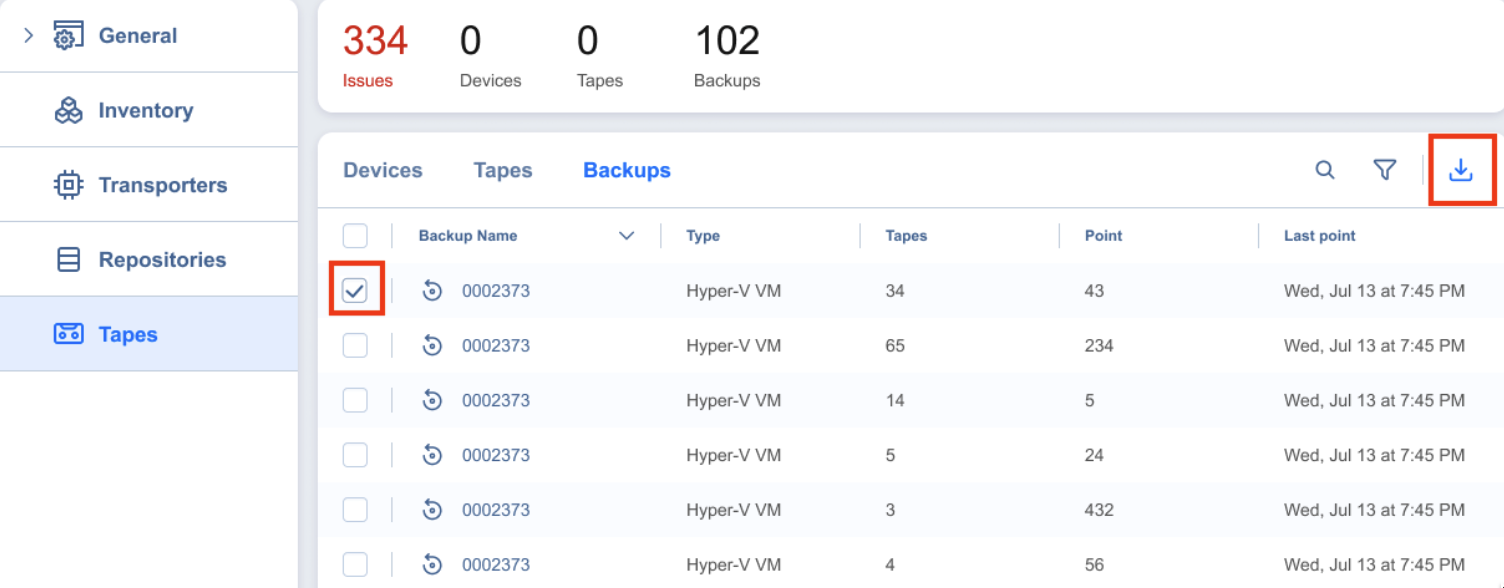 General
Inventory
Transporters
Repositories
Tapes
334 0 0 102
Issues Devices Tapes Backups
Devices Tapes Backups
Backup Name Type Tapes Point Last point
0002373 Hyper-V VM 34 43 Wed, Jul 13 at 7:45 PM
0002373 Hyper-V VM 65 234 Wed, Jul 13 at 7:45 PM
0002373 Hyper-V VM 14 5 Wed, Jul 13 at 7:45 PM
0002373 Hyper-V VM 5 24 Wed, Jul 13 at 7:45 PM
0002373 Hyper-V VM 3 432 Wed, Jul 13 at 7:45 PM
0002373 Hyper-V VM 4 56 Wed, Jul 13 at 7:45 PM